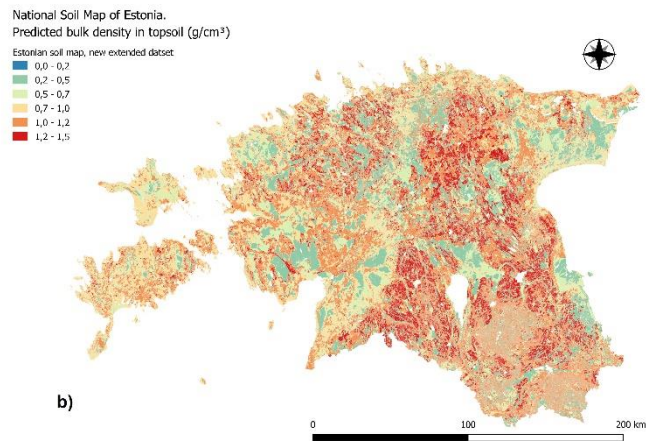 National Soil Map of Estonia.
Predicted bulk density in topsoil (g/cm³)
Estonian soil map, new extended datset
0,0 - 0,2
0,2 - 0,5
0,5 - 0,7
0,7 - 1,0
1,0 - 1,2
1,2 - 1,5
b)
0 100 200 km